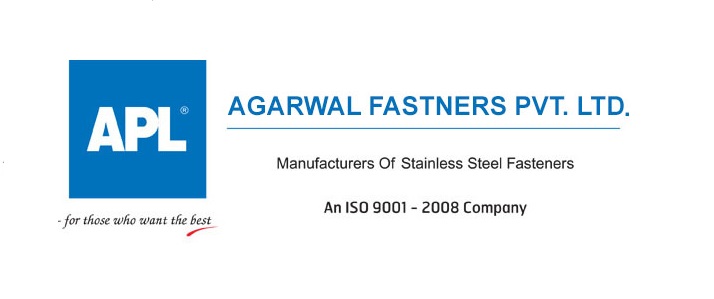 APL®
- for those who want the best
AGARWAL FASTNERS PVT. LTD.
Manufacturers Of Stainless Steel Fasteners
An ISO 9001 - 2008 Company